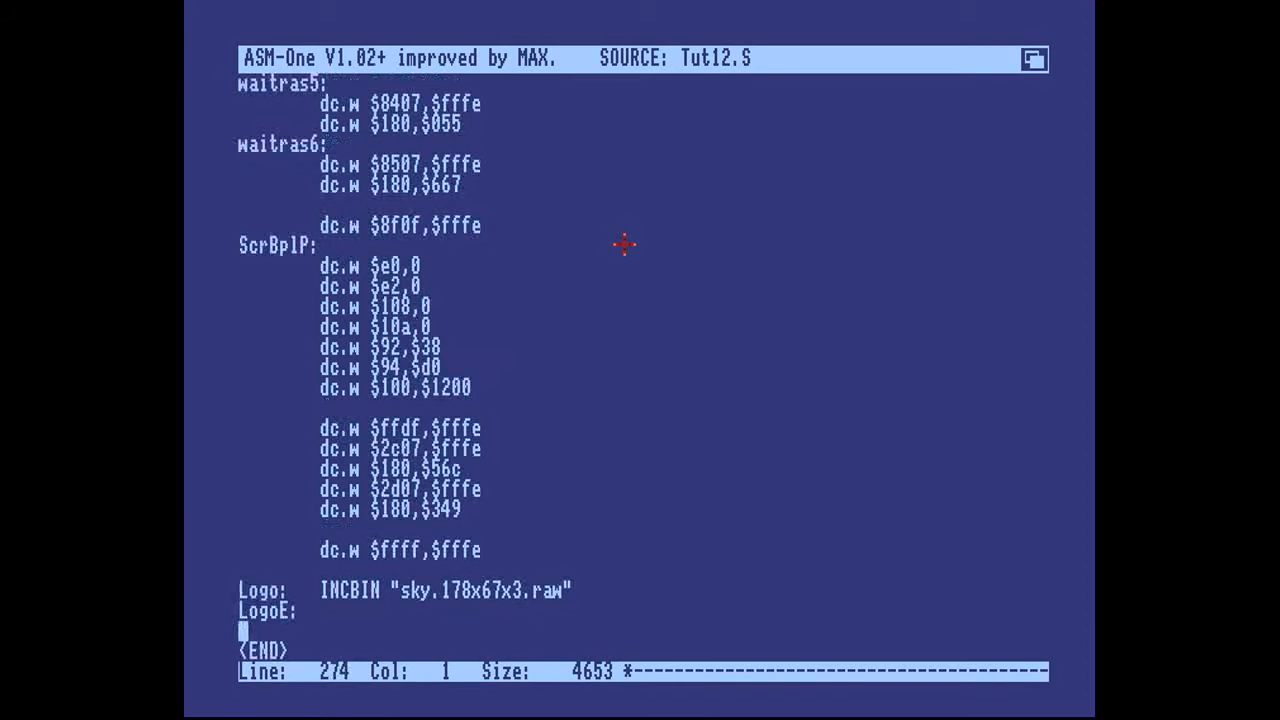 ASM-One V1.02+ improved by MAX.    SOURCE: Tut12.S
waitras5:
        dc.w $8407,$fffe
        dc.w $180,$055
waitras6:
        dc.w $8507,$fffe
        dc.w $180,$667
        dc.w $8f0f,$fffe
ScrBplP:
        dc.w $e0,0
        dc.w $e2,0
        dc.w $108,0
        dc.w $10a,0
        dc.w $92,$38
        dc.w $94,$d0
        dc.w $100,$1200
        dc.w $ffdf,$fffe
        dc.w $2c07,$fffe
        dc.w $180,$56c
        dc.w $2d07,$fffe
        dc.w $180,$349
        dc.w $ffff,$fffe
Logo:   INCBIN "sky.178x67x3.raw"
LogoE:
<END>
Line:   274 Col:   1   Size:    4653 *-----------------------------------------